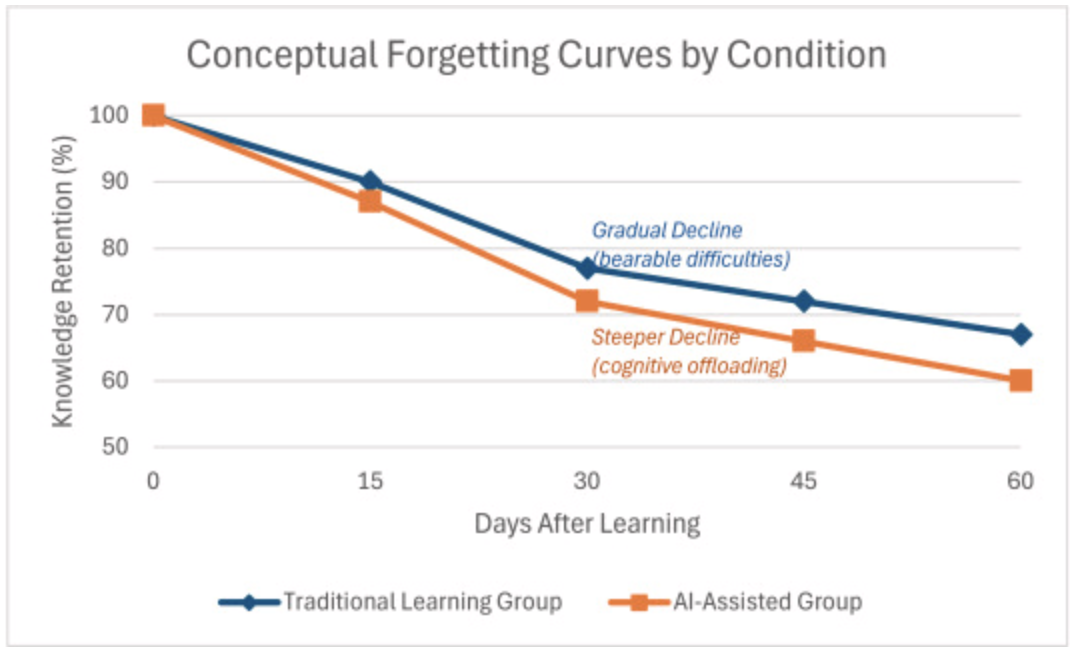 Conceptual Forgetting Curves by Condition
Knowledge Retention (%)
100
90
80
70
60
50
Gradual Decline
(bearable difficulties)
Steeper Decline
(cognitive offloading)
0 15 30 45 60
Days After Learning
Traditional Learning Group AI-Assisted Group